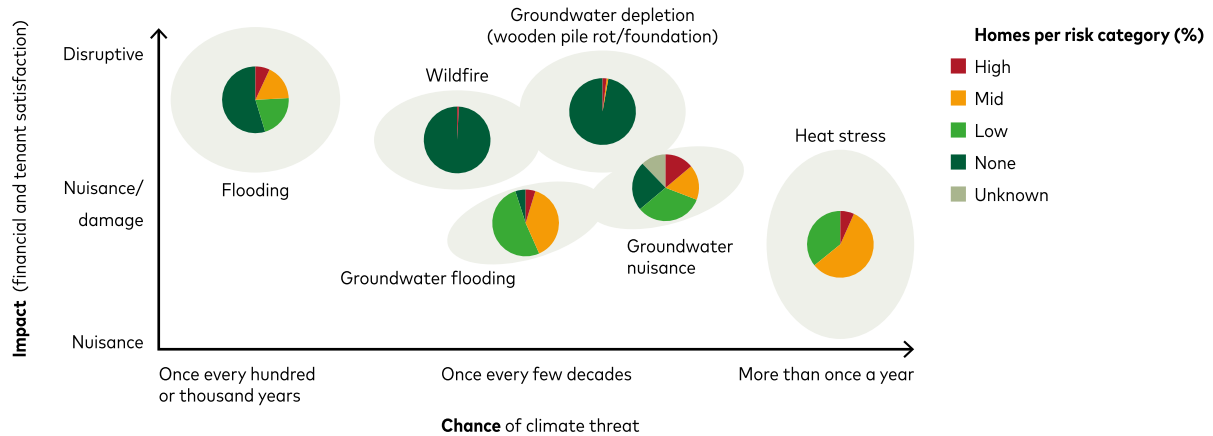 Groundwater depletion
(wooden pile rot/foundation)
Homes per risk category (%)
High
Mid
Low
None
Unknown
Impact (financial and tenant satisfaction)
Disruptive
Nuisance/
damage
Nuisance
Wildfire
Heat stress
Flooding
Groundwater
nuisance
Groundwater flooding
Once every hundred
or thousand years
Once every few decades
More than once a year
Chance of climate threat